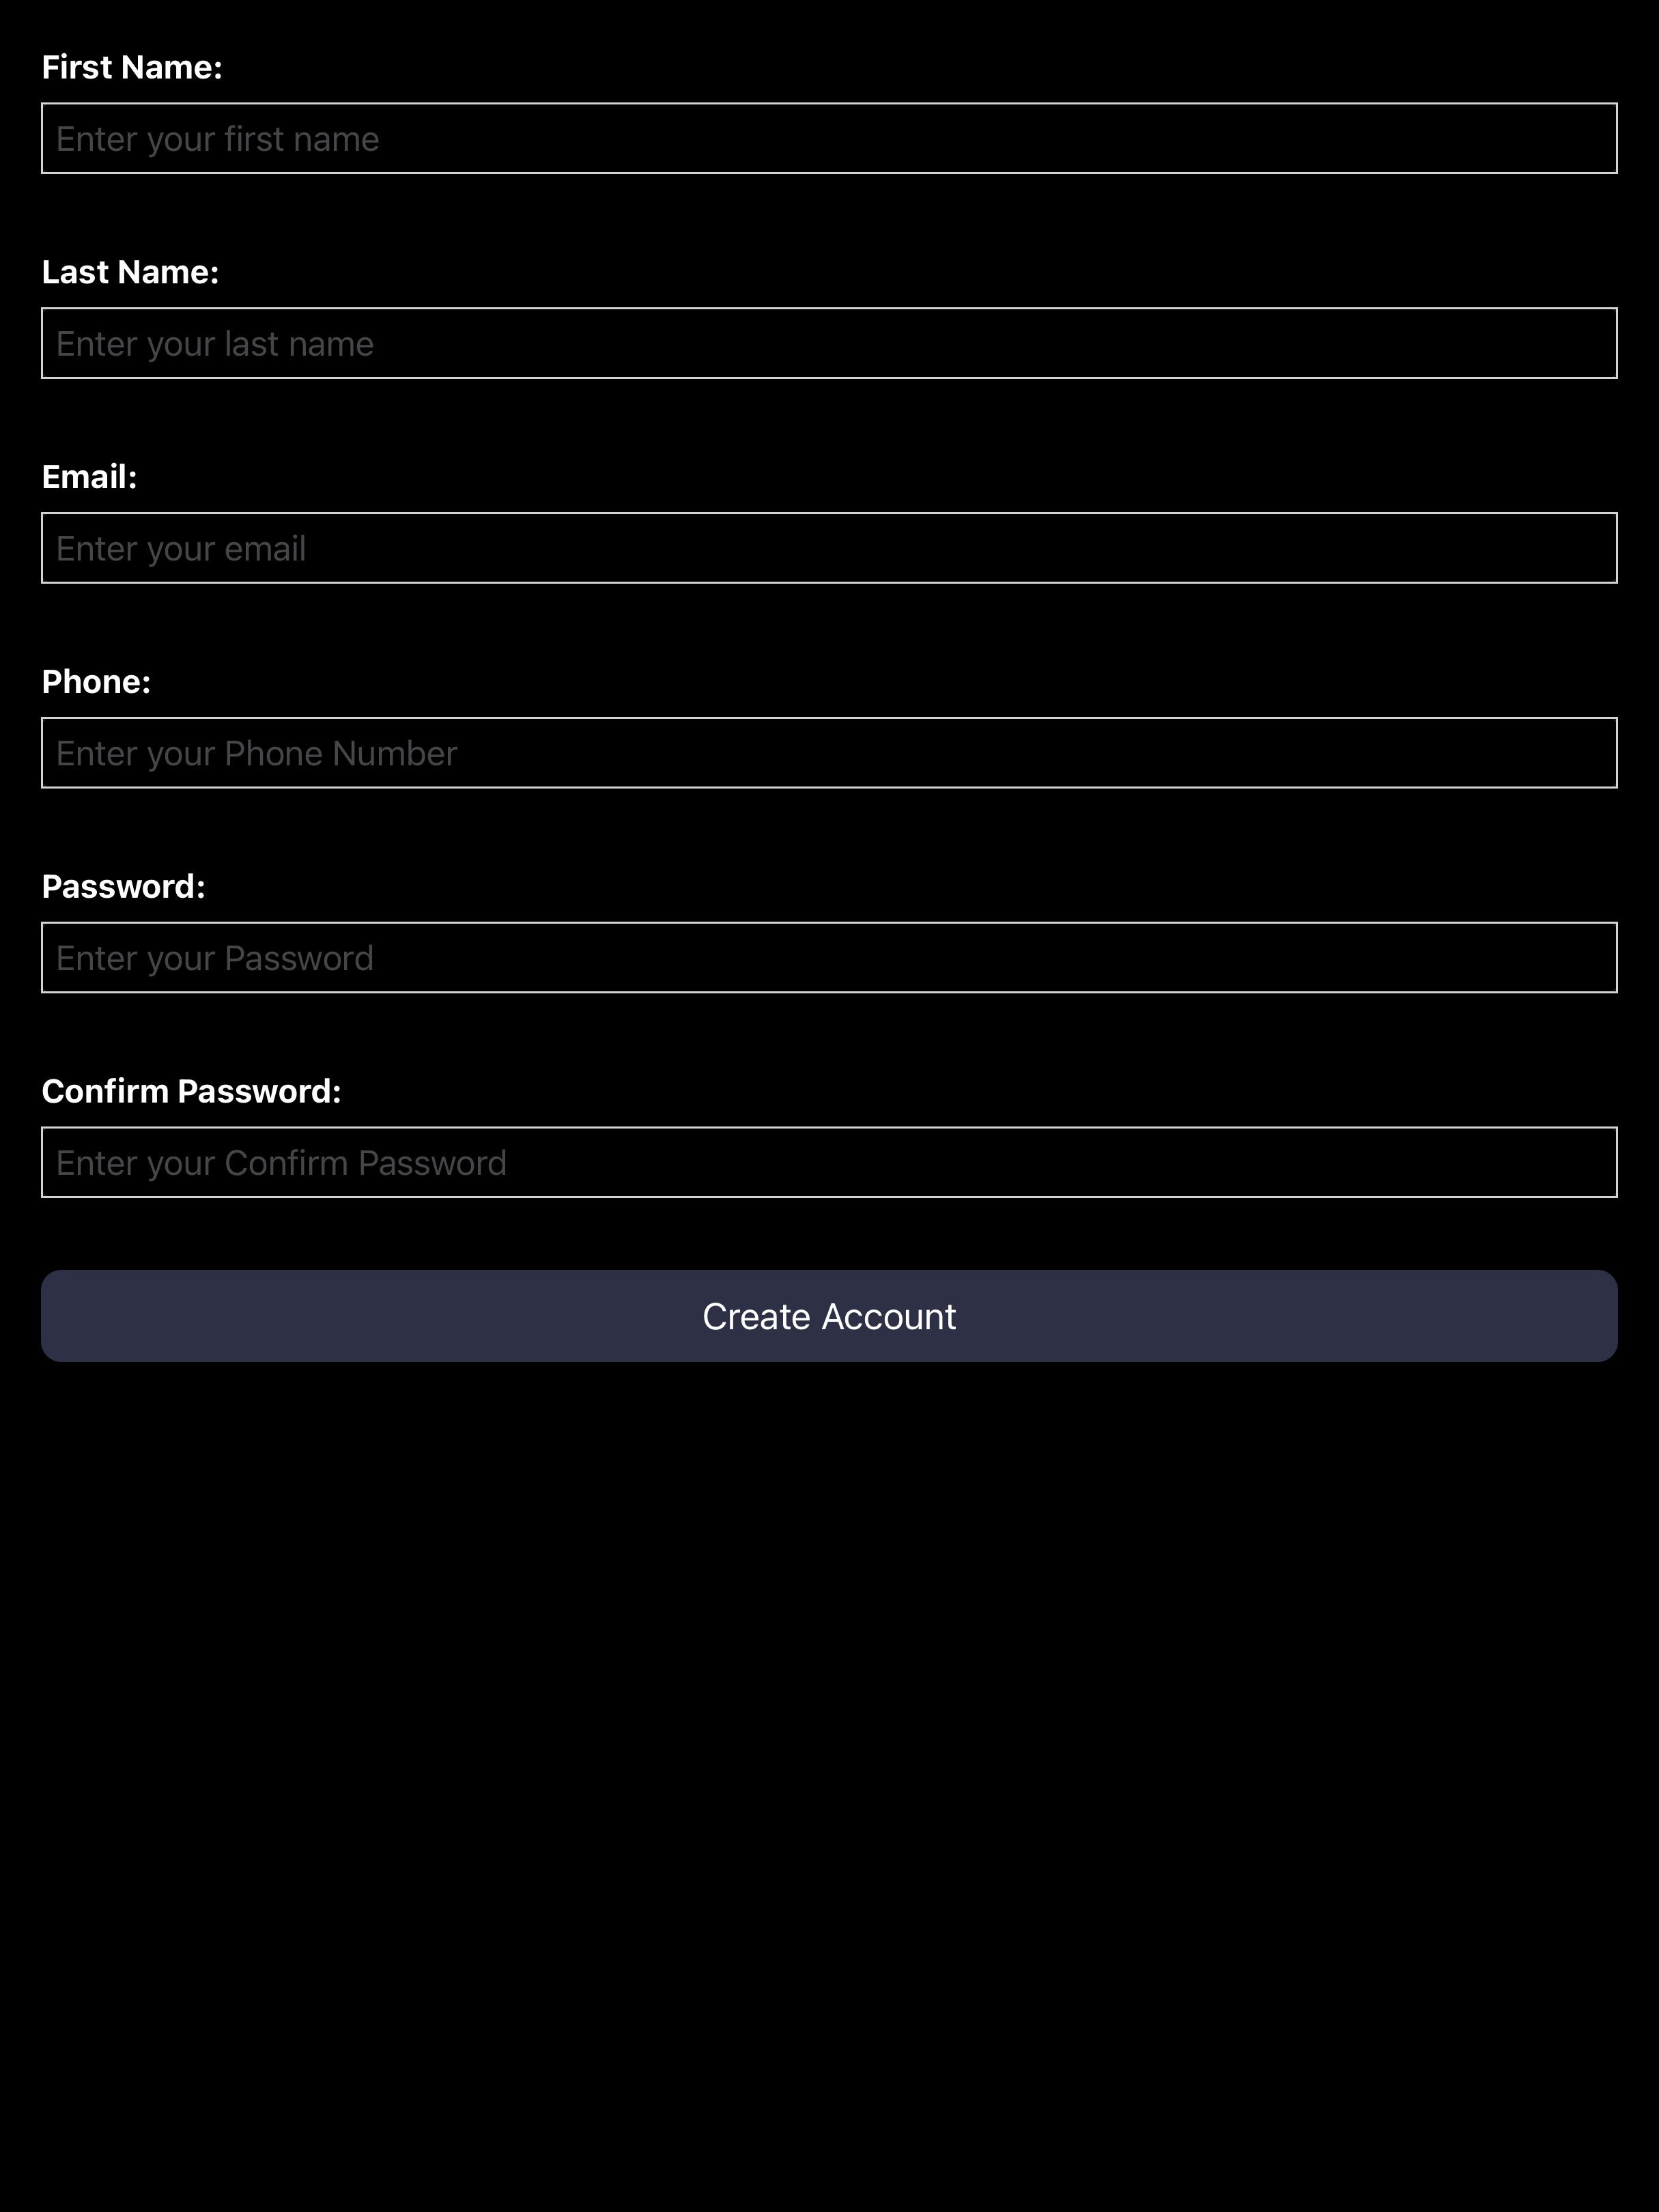 First Name:
Enter your first name
Last Name:
Enter your last name
Email:
Enter your email
Phone:
Enter your Phone Number
Password:
Enter your Password
Confirm Password:
Enter your Confirm Password
Create Account